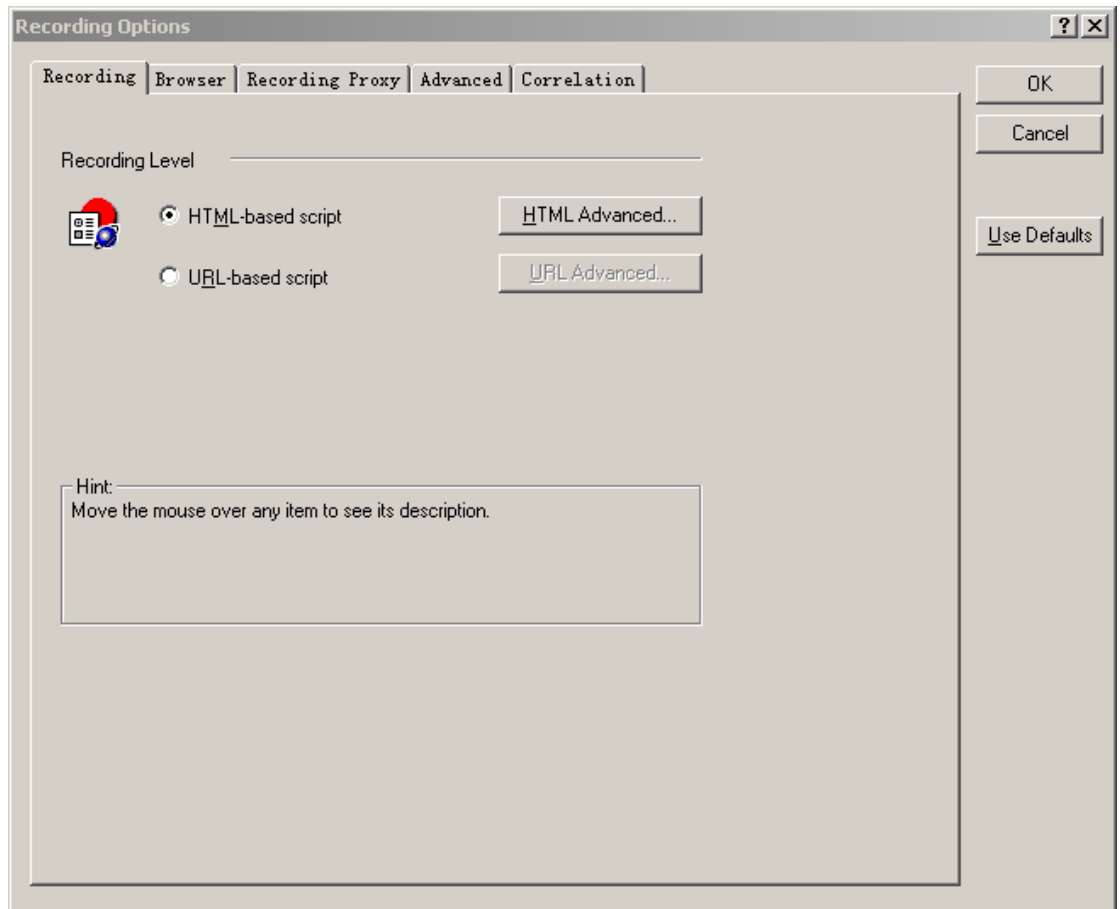 Recording Options
Recording Browser Recording Proxy Advanced Correlation
OK
Cancel
Use Defaults
Recording Level
HTML-based script HTML Advanced...
URL-based script URL Advanced...
Hint:
Move the mouse over any item to see its description.